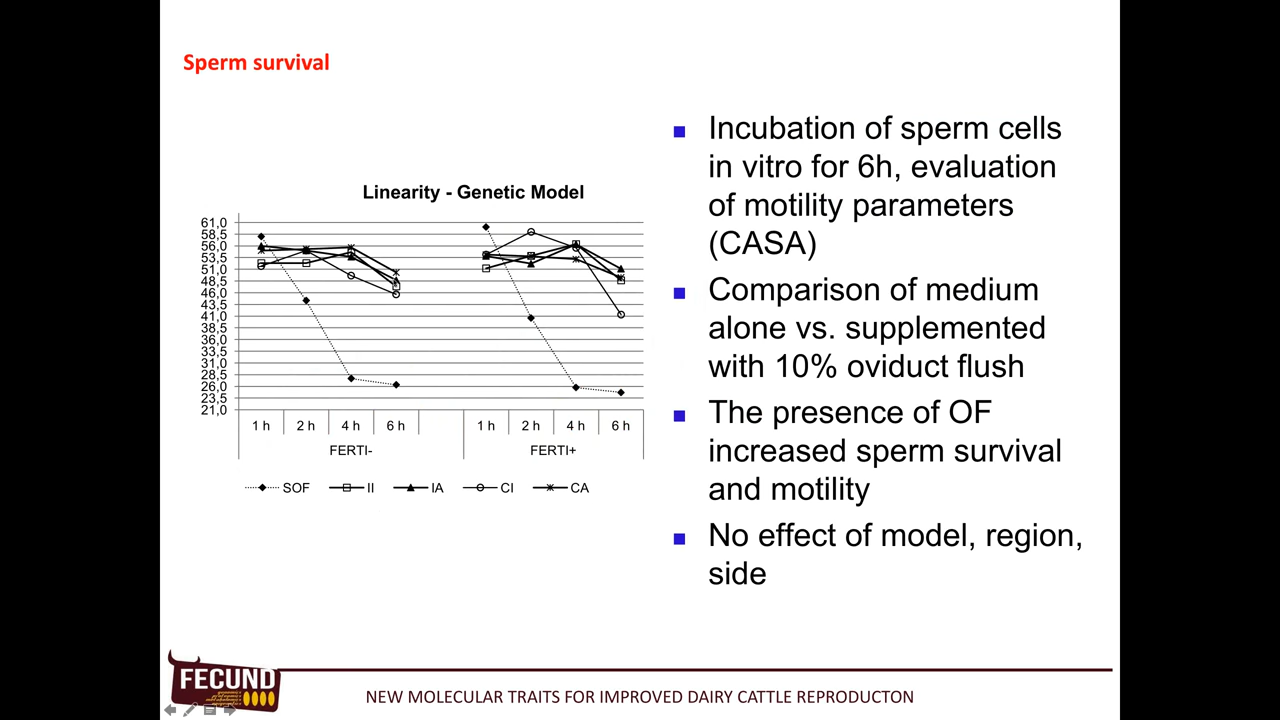 Sperm survival
Linearity - Genetic Model
61,0
58,5
56,0
53,5
51,0
48,5
46,0
43,5
41,0
38,5
36,0
33,5
31,0
28,5
26,0
23,5
21,0
1 h 2 h 4 h 6 h 1 h 2 h 4 h 6 h
FERTI- FERTI+
SOF II IA CI CA
Incubation of sperm cells
in vitro for 6h, evaluation
of motility parameters
(CASA)
Comparison of medium
alone vs. supplemented
with 10% oviduct flush
The presence of OF
increased sperm survival
and motility
No effect of model, region,
side
FECUND
NEW MOLECULAR TRAITS FOR IMPROVED DAIRY CATTLE REPRODUCTON